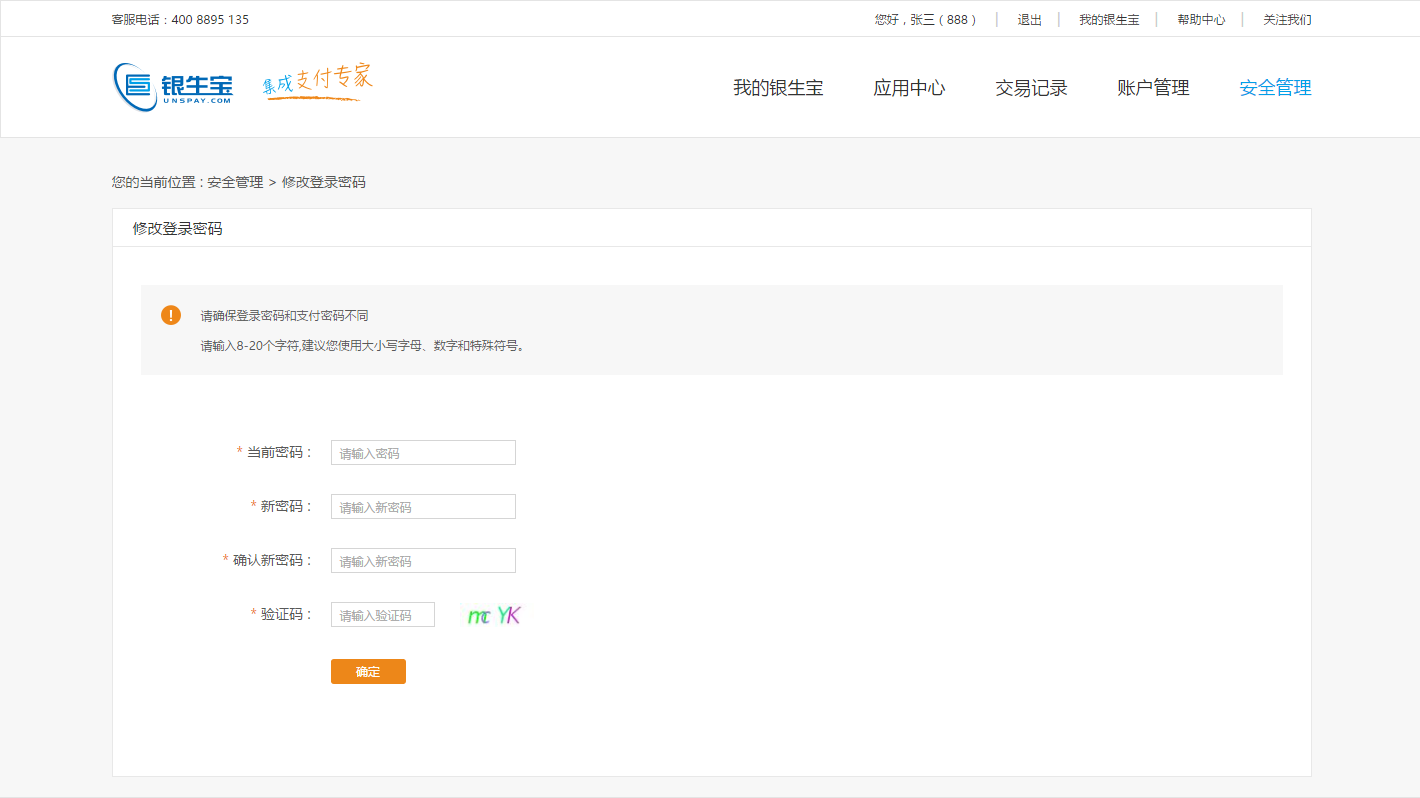 客服电话：400 8895 135
您好，张三（888） | 退出 | 我的银生宝 | 帮助中心 | 关注我们
银生宝
UNSPAY.COM
集成支付专家
我的银生宝 应用中心 交易记录 账户管理 安全管理
您的当前位置：安全管理 > 修改登录密码
修改登录密码
请确保登录密码和支付密码不同
请输入8-20个字符,建议您使用大小写字母、数字和特殊符号。
* 当前密码： 请输入密码
* 新密码： 请输入新密码
* 确认新密码： 请输入新密码
* 验证码： 请输入验证码 mc YK
确定